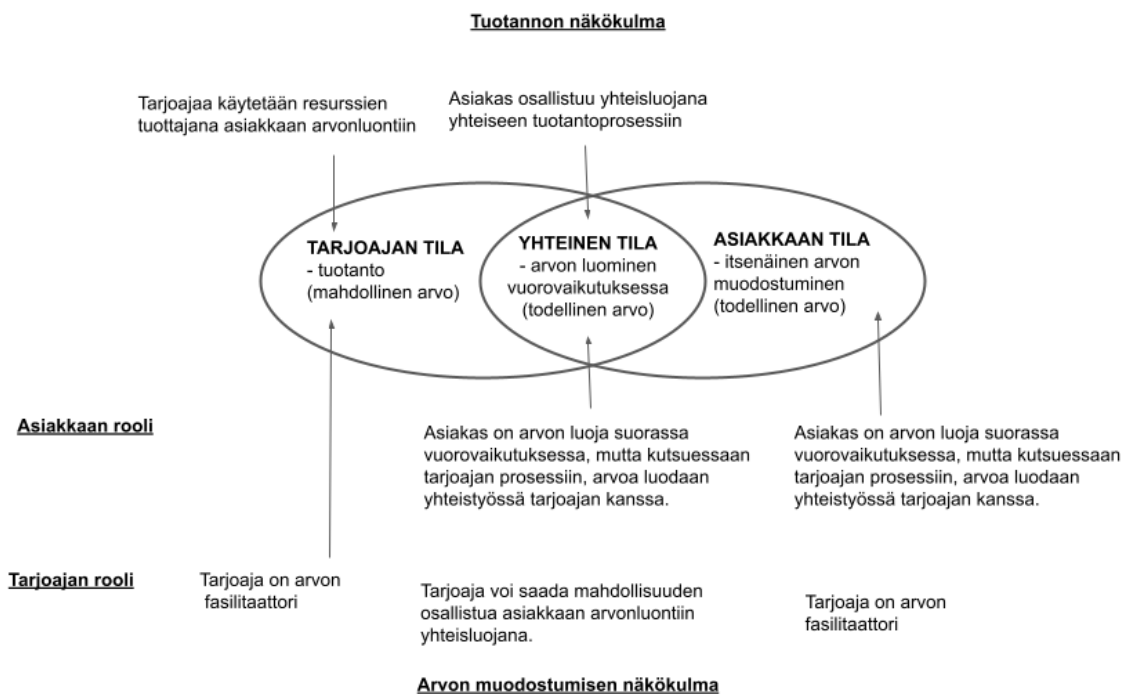 Tuotannon näkökulma
Tarjoajaa käytetään resurssien
tuottajana asiakkaan arvonluontiin
Asiakas osallistuu yhteisluojana
yhteiseen tuotantoprosessiin
TARJOAJAN TILA
- tuotanto
(mahdollinen arvo)
YHTEINEN TILA
- arvon luominen
vuorovaikutuksessa
(todellinen arvo)
ASIAKKAAN TILA
- itsenäinen arvon
muodostuminen
(todellinen arvo)
Asiakkaan rooli
Asiakas on arvon luoja suorassa
vuorovaikutuksessa, mutta kutsuessaan
tarjoajan prosessiin, arvoa luodaan
yhteistyössä tarjoajan kanssa.
Asiakas on arvon luoja suorassa
vuorovaikutuksessa, mutta kutsuessaan
tarjoajan prosessiin, arvoa luodaan
yhteistyössä tarjoajan kanssa.
Tarjoajan rooli
Tarjoaja on arvon
fasilitaattori
Tarjoaja voi saada mahdollisuuden
osallistua asiakkaan arvonluontiin
yhteisluojana.
Tarjoaja on arvon
fasilitaattori
Arvon muodostumisen näkökulma